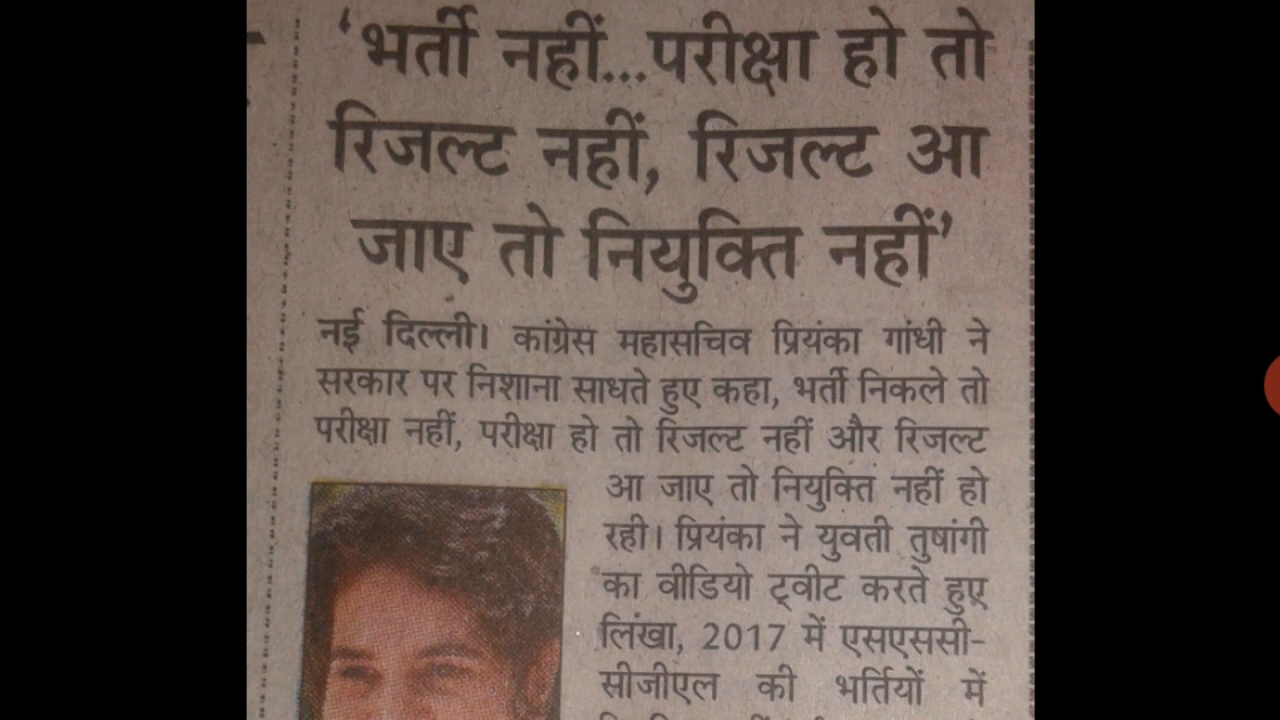 ‘भर्ती नहीं...परीक्षा हो तो
रिजल्ट नहीं, रिजल्ट आ
जाए तो नियुक्ति नहीं’
नई दिल्ली। कांग्रेस महासचिव प्रियंका गांधी ने
सरकार पर निशाना साधते हुए कहा, भर्ती निकले तो
परीक्षा नहीं, परीक्षा हो तो रिजल्ट नहीं और रिजल्ट
आ जाए तो नियुक्ति नहीं हो
रही। प्रियंका ने युवती तुषांगी
का वीडियो ट्वीट करते हुए
लिखा, 2017 में एसएससी-
सीजीएल की भर्तियों में